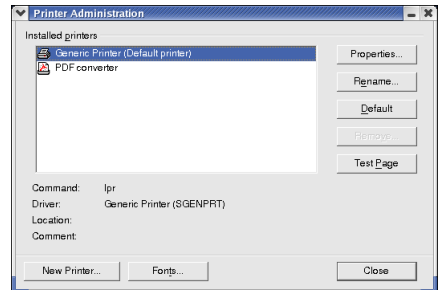 Printer Administration
Installed printers
Generic Printer (Default printer)
PDF converter
Properties...
Rename...
Default
Remove...
Test Page
Command: lpr
Driver: Generic Printer (SGENPRT)
Location:
Comment:
New Printer... Fonts... Close